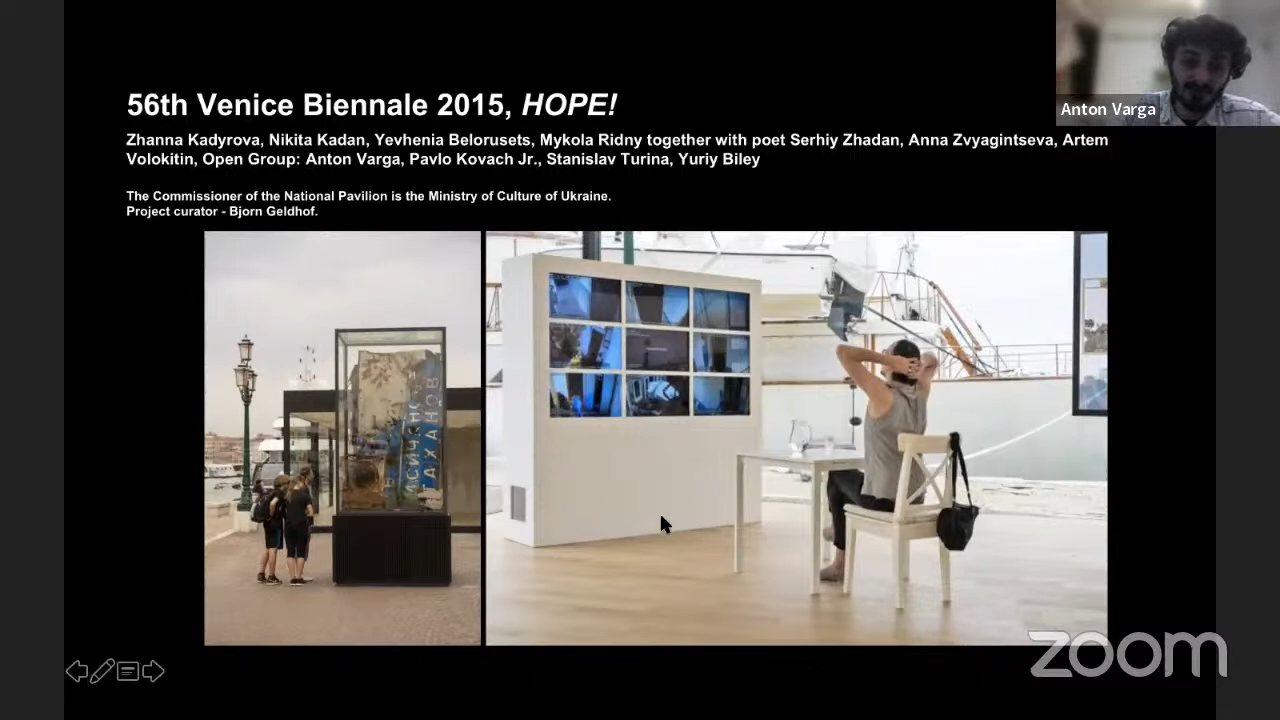 56th Venice Biennale 2015, HOPE!
Zhanna Kadyrova, Nikita Kadan, Yevhenia Belorusets, Mykola Ridny together with poet Serhiy Zhadan, Anna Zvyagintseva, Artem
Volokitin, Open Group: Anton Varga, Pavlo Kovach Jr., Stanislav Turina, Yuriy Biley
The Commissioner of the National Pavilion is the Ministry of Culture of Ukraine.
Project curator - Bjorn Geldhof.
Anton Varga
zoom